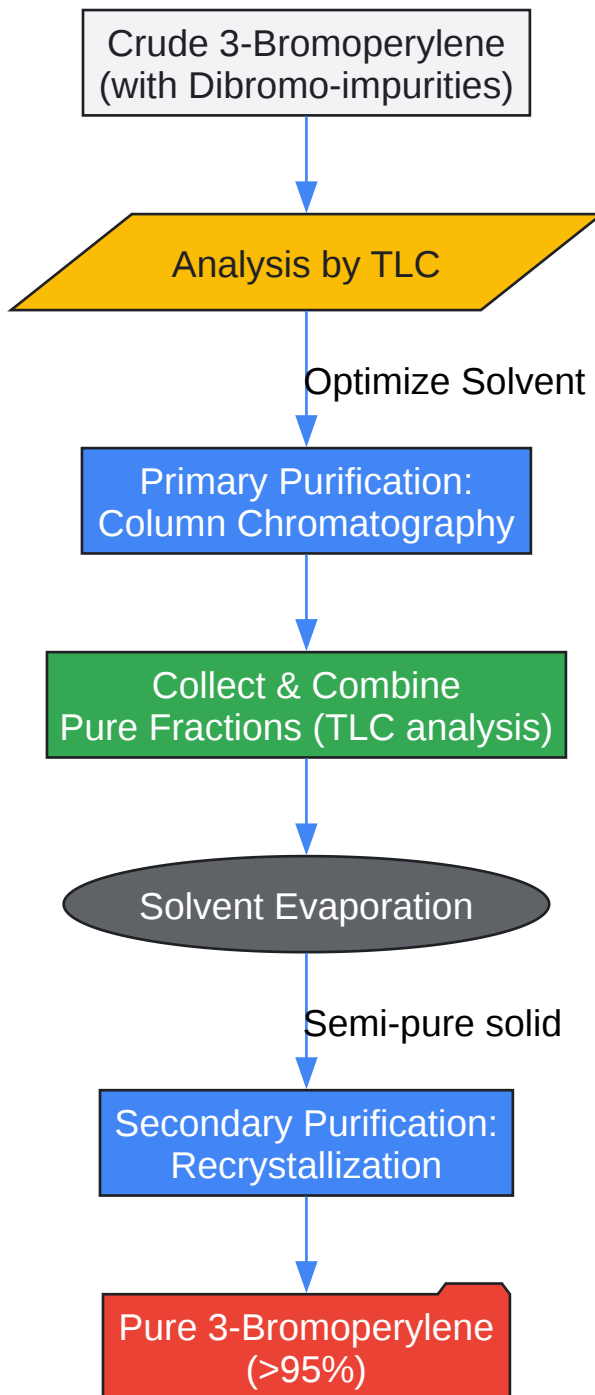 Crude 3-Bromoperylene
(with Dibromo-impurities)
Analysis by TLC
Optimize Solvent
Primary Purification:
Column Chromatography
Collect & Combine
Pure Fractions (TLC analysis)
Solvent Evaporation
Semi-pure solid
Secondary Purification:
Recrystallization
Pure 3-Bromoperylene
(>95%)